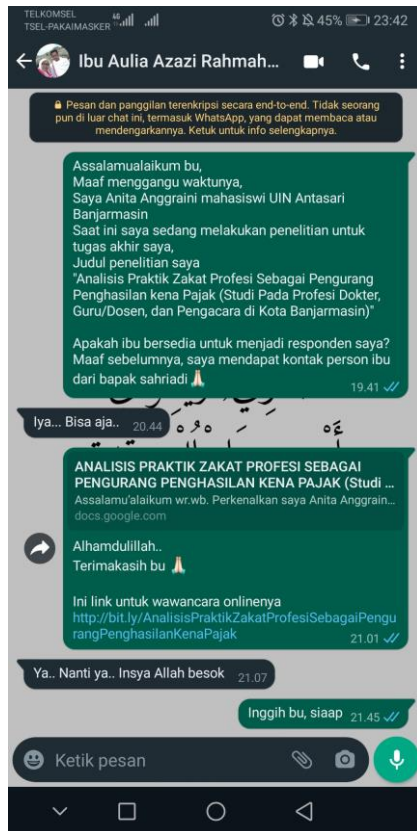 TELKOMSEL
TSEL-PAKAIMASKER 4G 45% 23:42
Ibu Aulia Azazi Rahmah...
Pesan dan panggilan terenkripsi secara end-to-end. Tidak seorang
pun di luar chat ini, termasuk WhatsApp, yang dapat membaca atau
mendengarkannya. Ketuk untuk info selengkapnya.
Assalamualaikum bu,
Maaf menggangu waktunya,
Saya Anita Anggraini mahasiswi UIN Antasari
Banjarmasin
Saat ini saya sedang melakukan penelitian untuk
tugas akhir saya,
Judul penelitian saya
"Analisis Praktik Zakat Profesi Sebagai Pengurang
Penghasilan kena Pajak (Studi Pada Profesi Dokter,
Guru/Dosen, dan Pengacara di Kota Banjarmasin)"
Apakah ibu bersedia untuk menjadi responden saya?
Maaf sebelumnya, saya mendapat kontak person ibu
dari bapak sahriadi🙏🏻
19.41
Iya... Bisa aja.. 20.44
ANALISIS PRAKTIK ZAKAT PROFESI SEBAGAI
PENGURANG PENGHASILAN KENA PAJAK (Studi ...
Assalamu'alaikum wr.wb. Perkenalkan saya Anita Anggrain...
docs.google.com
Alhamdulillah..
Terimakasih bu 🙏🏻
Ini link untuk wawancara onlinenya
http://bit.ly/AnalisisPraktikZakatProfesiSebagaiPengu
rangPenghasilanKenaPajak
21.01
Ya.. Nanti ya.. Insya Allah besok 21.07
Inggih bu, siaap 21.45
Ketik pesan